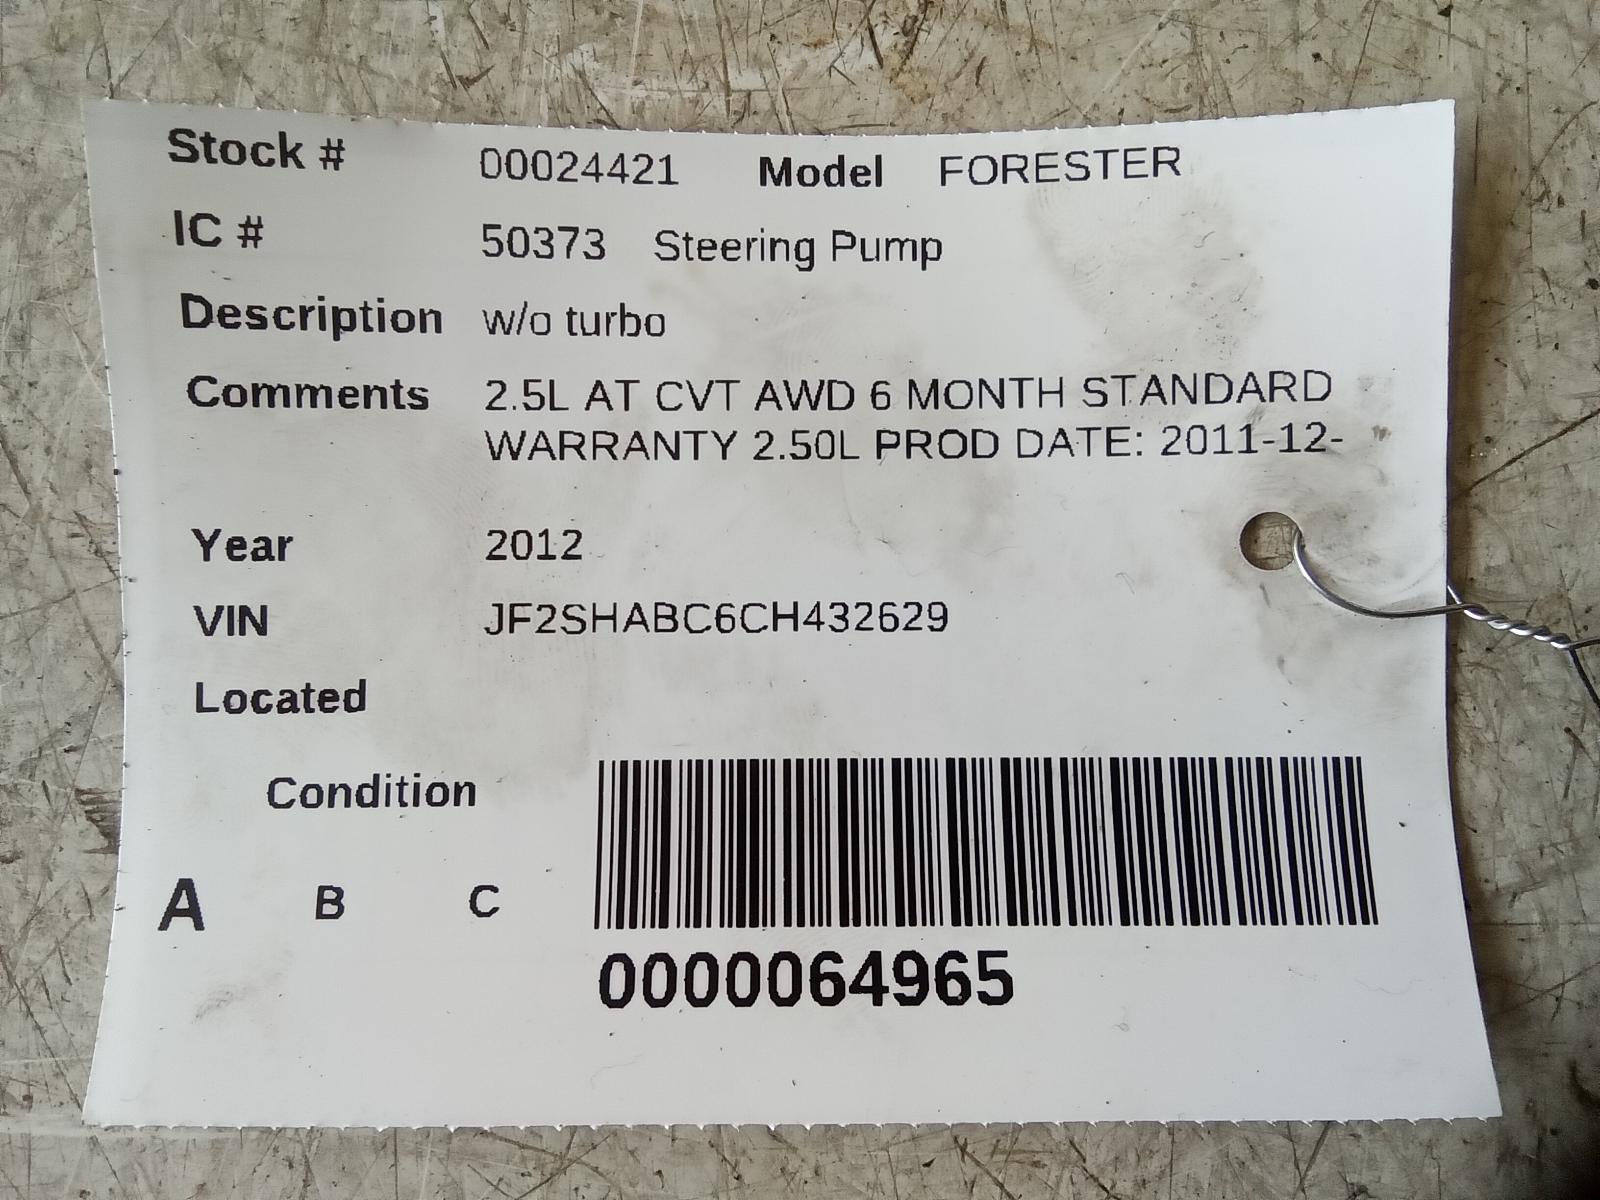 Stock # 00024421 Model FORESTER
IC # 50373 Steering Pump
Description w/o turbo
Comments 2.5L AT CVT AWD 6 MONTH STANDARD
WARRANTY 2.50L PROD DATE: 2011-12-
Year 2012
VIN JF2SHABC6CH432629
Located
Condition
A B C
0000064965